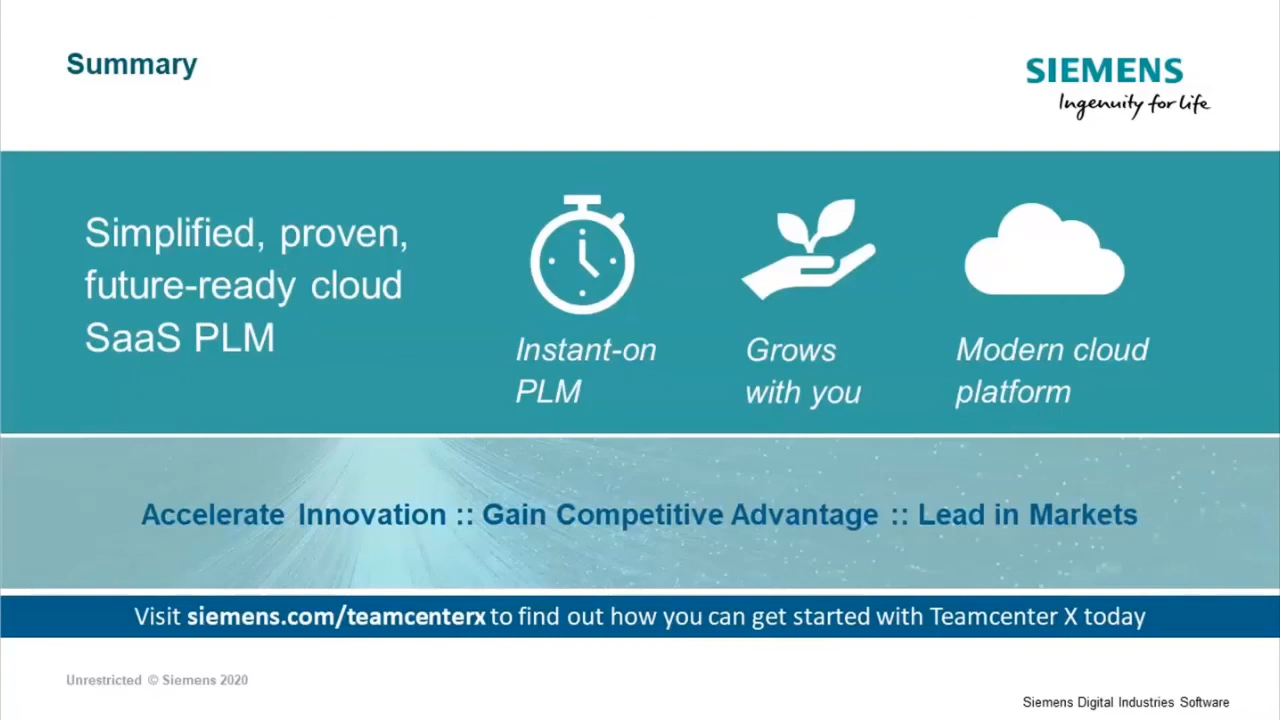 Summary
SIEMENS
Ingenuity for life
Simplified, proven,
future-ready cloud
SaaS PLM
Instant-on
PLM
Grows
with you
Modern cloud
platform
Accelerate Innovation :: Gain Competitive Advantage :: Lead in Markets
Visit siemens.com/teamcenterx to find out how you can get started with Teamcenter X today
Unrestricted © Siemens 2020
Siemens Digital Industries Software